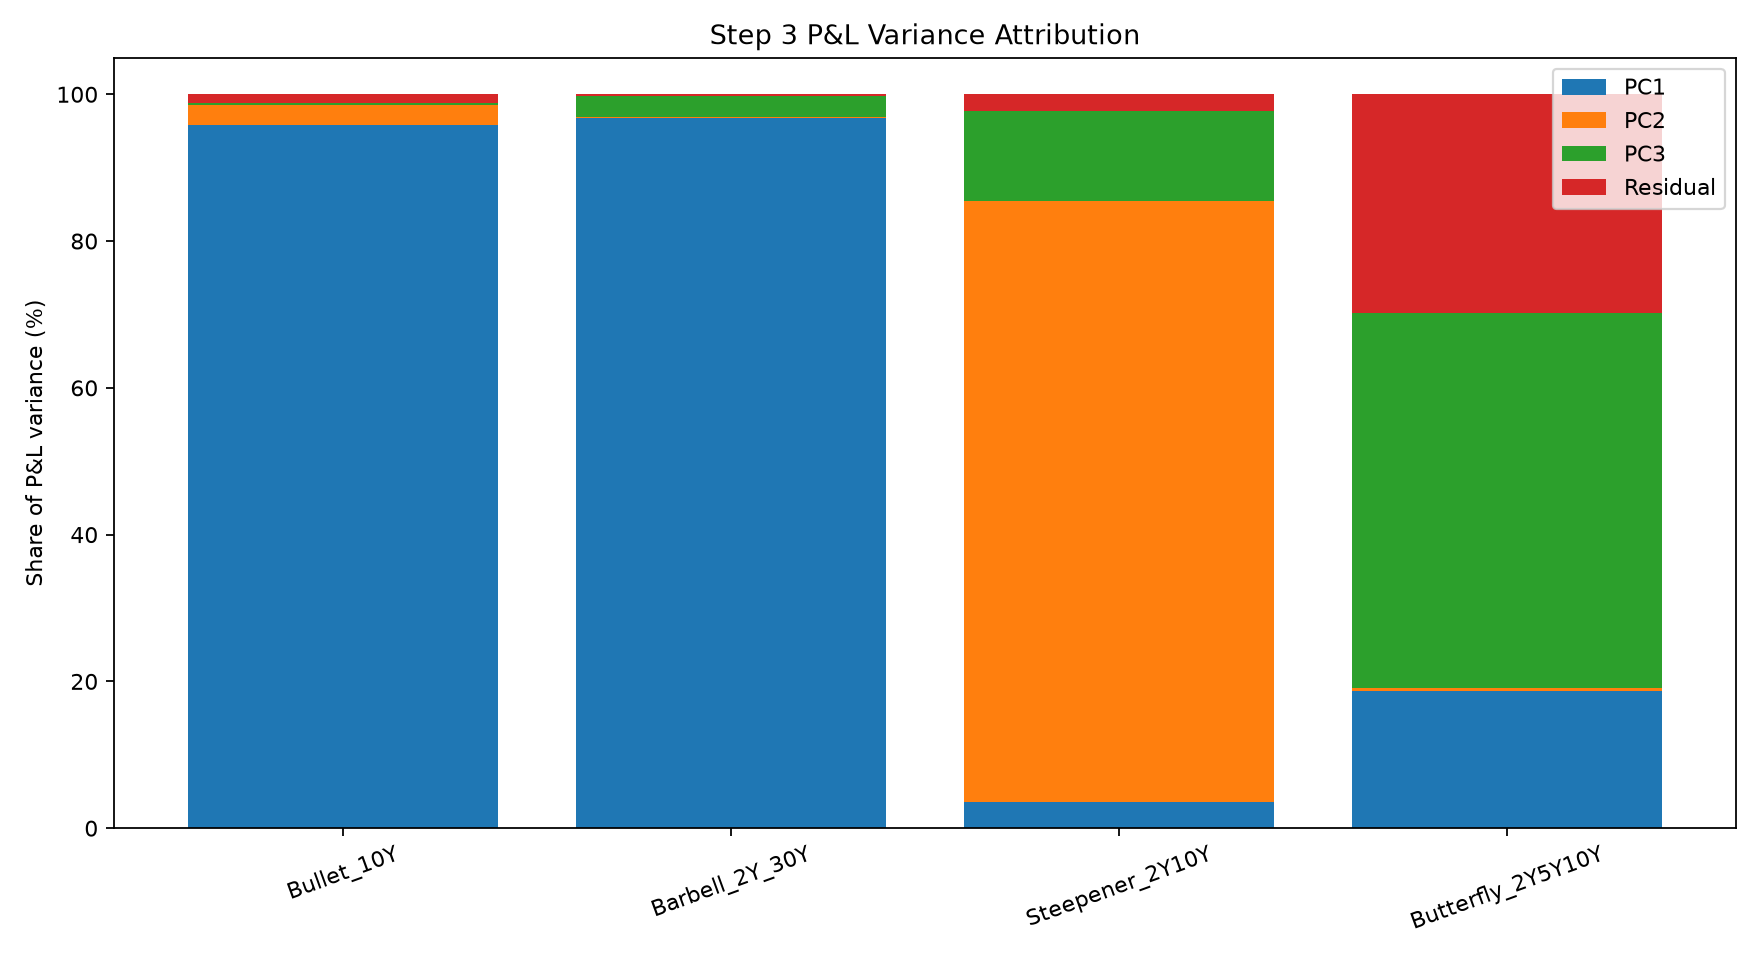 Step 3 P&L Variance Attribution
Share of P&L variance (%)
100
80
60
40
20
0
PC1
PC2
PC3
Residual
Bullet_10Y
Barbell_2Y_30Y
Steepener_2Y10Y
Butterfly_2Y5Y10Y